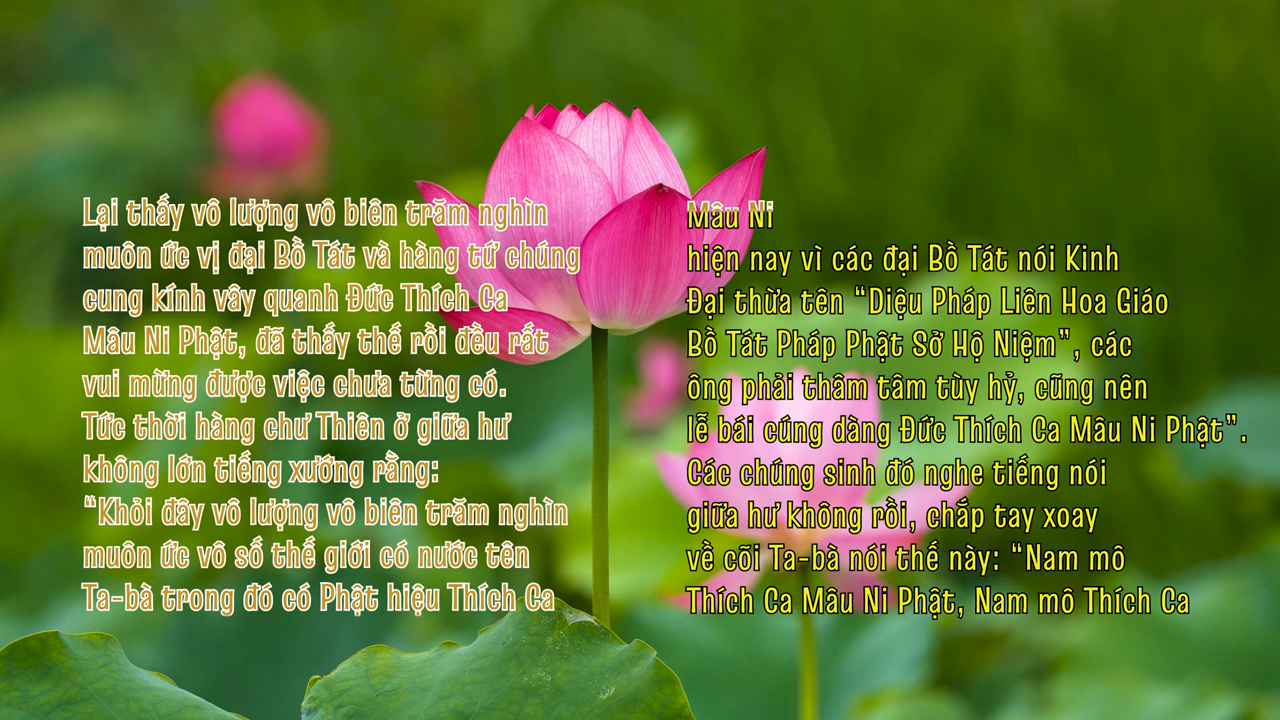 Lại thấy vô lượng vô biên trăm nghìn
muôn ức vị đại Bồ Tát và hàng tứ chúng
cung kính vây quanh Đức Thích Ca
Mâu Ni Phật, đã thấy thế rồi đều rất
vui mừng được việc chưa từng có.
Tức thời hàng chư Thiên ở giữa hư
không lớn tiếng xướng rằng:
“Khỏi đây vô lượng vô biên trăm nghìn
muôn ức vô số thế giới có nước tên
Ta-bà trong đó có Phật hiệu Thích Ca
Mâu Ni
hiện nay vì các đại Bồ Tát nói Kinh
Đại thừa tên “Diệu Pháp Liên Hoa Giáo
Bồ Tát Pháp Phật Sở Hộ Niệm”, các
ông phải thâm tâm tùy hỷ, cũng nên
lễ bái cúng dàng Đức Thích Ca Mâu Ni Phật”.
Các chúng sinh đó nghe tiếng nói
giữa hư không rồi, chắp tay xoay
về cõi Ta-bà nói thế này: “Nam mô
Thích Ca Mâu Ni Phật, Nam mô Thích Ca